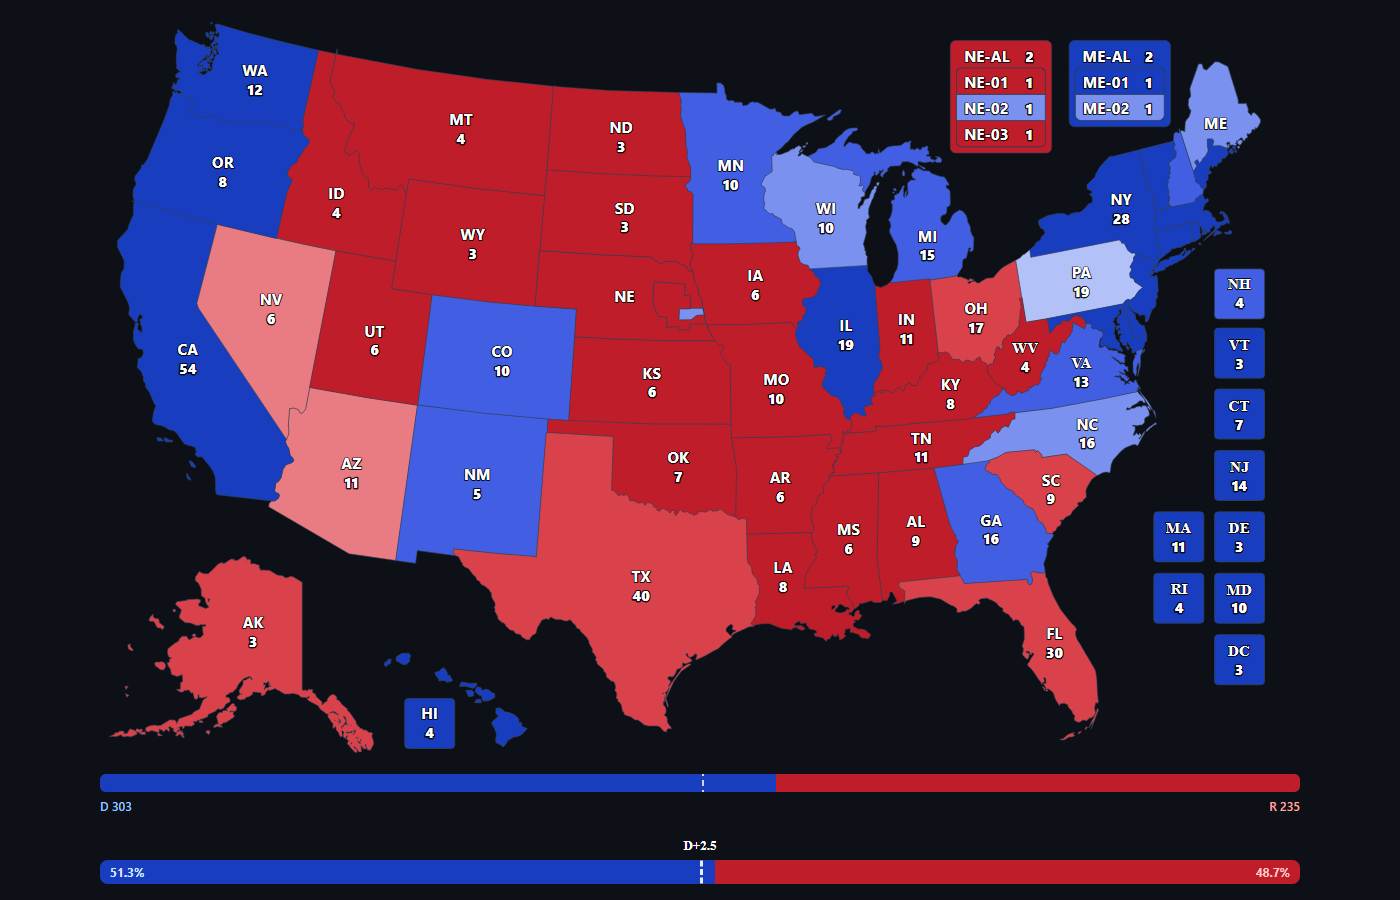 WA
12
OR
8
CA
54
NV
6
ID
4
MT
4
WY
3
UT
6
AZ
11
CO
10
NM
5
ND
3
SD
3
NE
KS
6
OK
7
TX
40
MN
10
IA
6
MO
10
AR
6
LA
8
WI
10
IL
19
MI
15
IN
11
OH
17
KY
8
TN
11
MS
6
AL
9
GA
16
FL
30
SC
9
NC
16
VA
13
WV
4
PA
19
NY
28
ME
AK
3
HI
4
NE-AL 2
NE-01 1
NE-02 1
NE-03 1
ME-AL 2
ME-01 1
ME-02 1
NH
4
VT
3
CT
7
NJ
14
MA
11
DE
3
RI
4
MD
10
DC
3
D 303
R 235
D+2.5
51.3%
48.7%